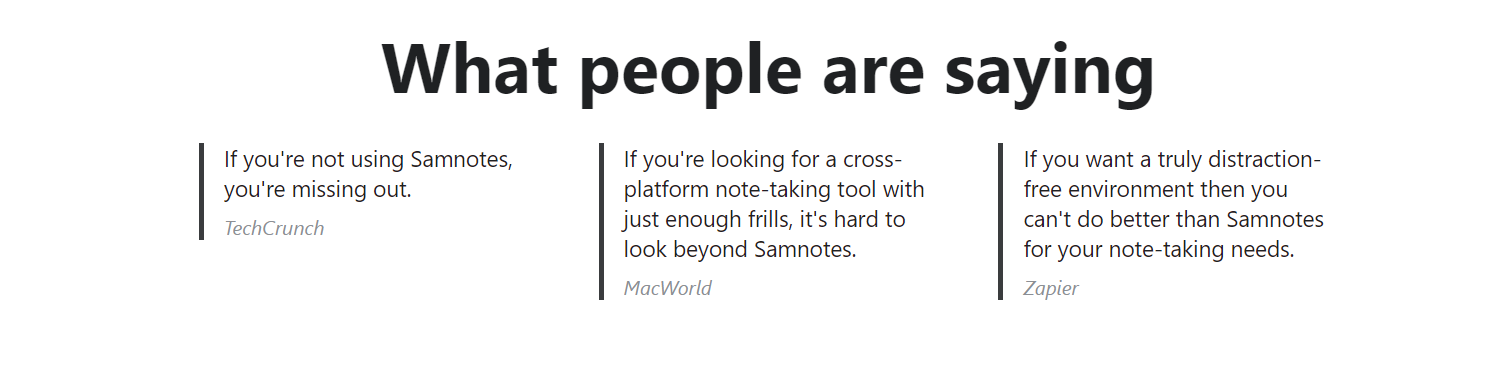 What people are saying
If you're not using Samnotes,
you're missing out.
TechCrunch
If you're looking for a cross-
platform note-taking tool with
just enough frills, it's hard to
look beyond Samnotes.
MacWorld
If you want a truly distraction-
free environment then you
can't do better than Samnotes
for your note-taking needs.
Zapier